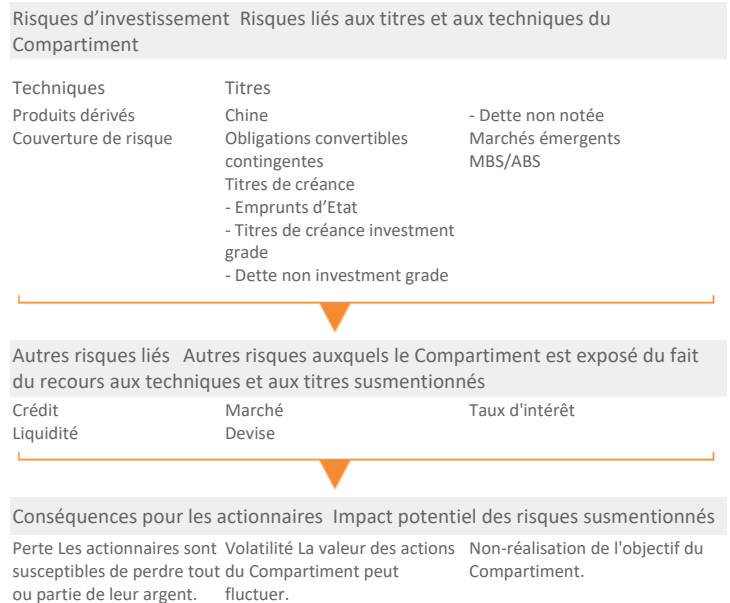 Risques d’investissement Risques liés aux titres et aux techniques du
Compartiment
Techniques
Produits dérivés
Couverture de risque
Titres
Chine
Obligations convertibles
contingentes
Titres de créance
- Emprunts d’Etat
- Titres de créance investment
grade
- Dette non investment grade
- Dette non notée
Marchés émergents
MBS/ABS
Autres risques liés Autres risques auxquels le Compartiment est exposé du fait
du recours aux techniques et aux titres susmentionnés
Crédit
Liquidité
Marché
Devise
Taux d'intérêt
Conséquences pour les actionnaires Impact potentiel des risques susmentionnés
Perte Les actionnaires sont
susceptibles de perdre tout
ou partie de leur argent.
Volatilité La valeur des actions
du Compartiment peut
fluctuer.
Non-réalisation de l'objectif du
Compartiment.